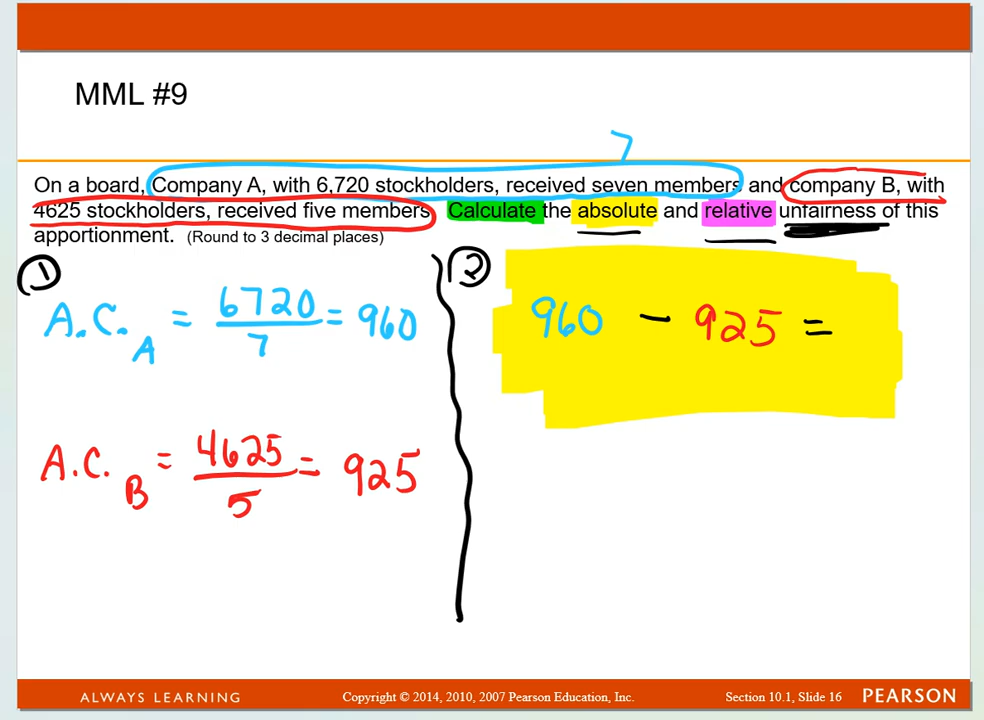 MML #9
7
On a board, Company A, with 6,720 stockholders, received seven members and company B, with
4625 stockholders, received five members. Calculate the absolute and relative unfairness of this
apportionment. (Round to 3 decimal places)
1
A.C. A = 6720/7 = 960
A.C. B = 4625/5 = 925
2
960 - 925 =
ALWAYS LEARNING
Copyright © 2014, 2010, 2007 Pearson Education, Inc.
Section 10.1, Slide 16
PEARSON